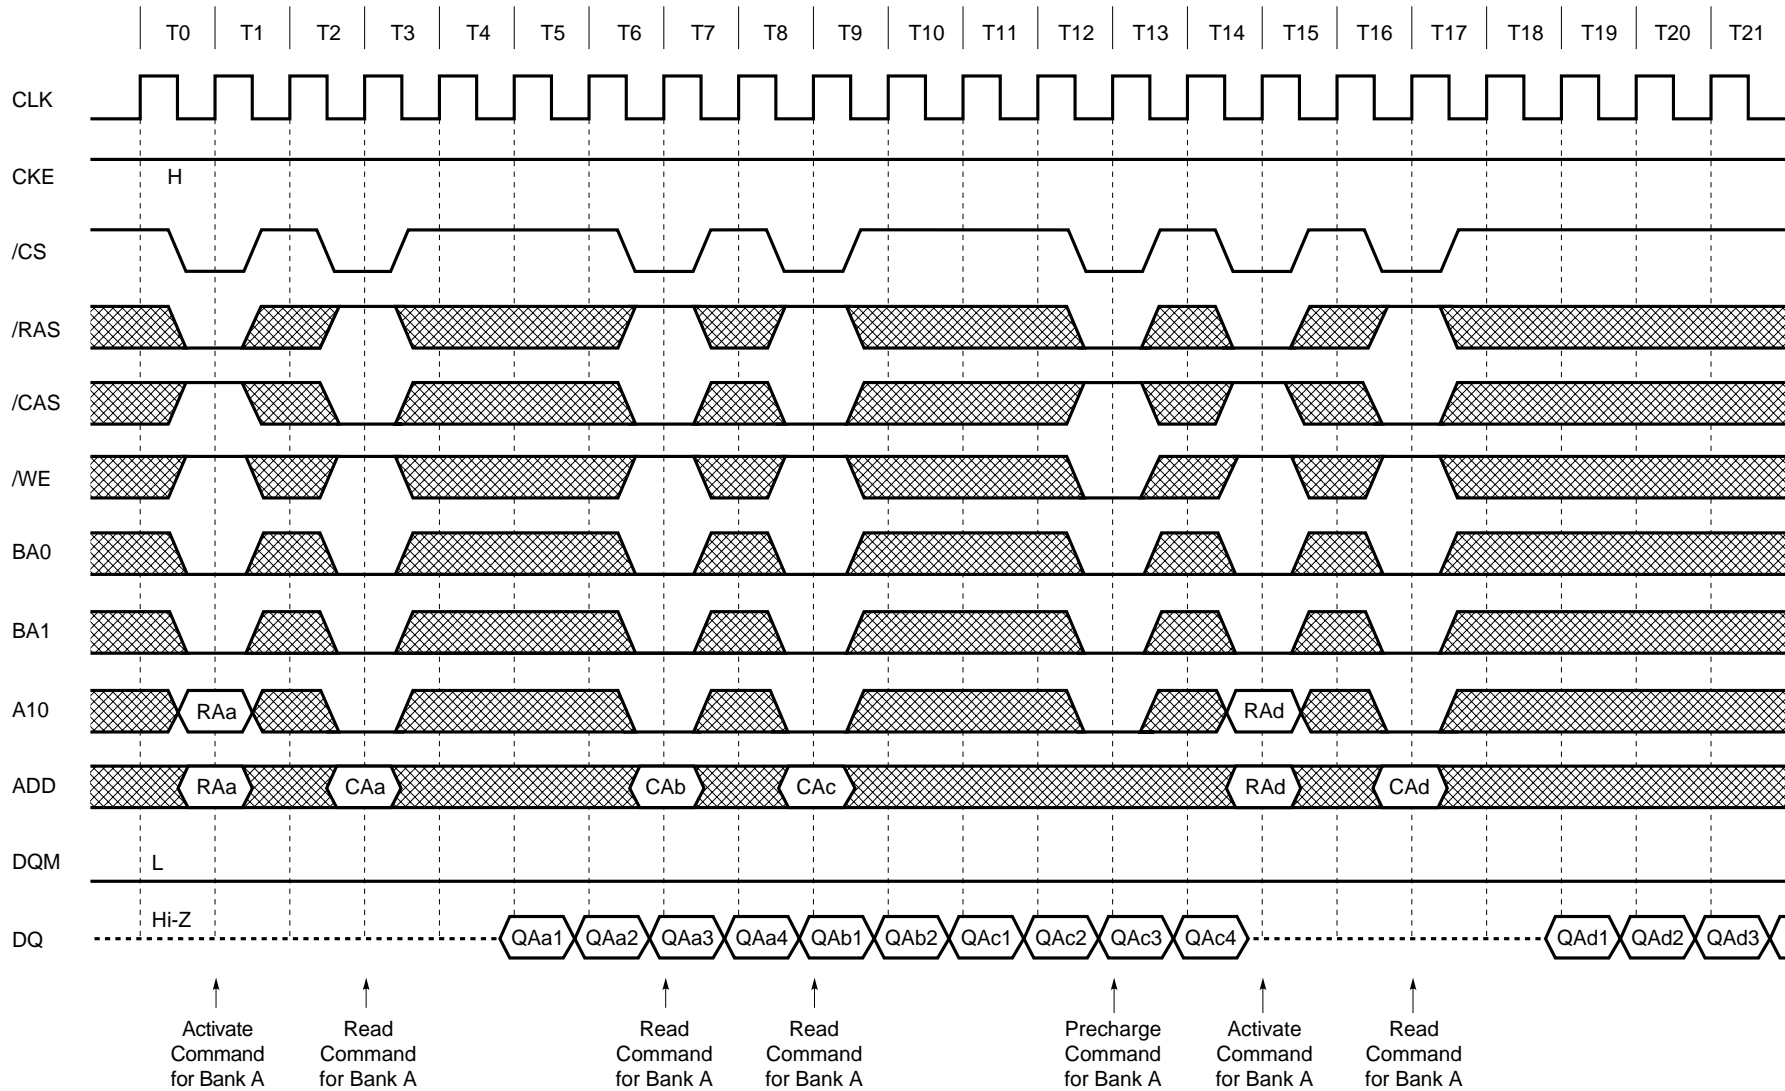 T0 T1 T2 T3 T4 T5 T6 T7 T8 T9 T10 T11 T12 T13 T14 T15 T16 T17 T18 T19 T20 T21
CLK
CKE H
/CS
/RAS
/CAS
/WE
BA0
BA1
A10 RAa RAd
ADD RAa CAa CAb CAc RAd CAd
DQM L
Hi-Z
DQ QAa1 QAa2 QAa3 QAa4 QAb1 QAb2 QAc1 QAc2 QAc3 QAc4 QAd1 QAd2 QAd3
Activate Read Read Read Precharge Activate Read
Command Command Command Command Command Command Command
for Bank A for Bank A for Bank A for Bank A for Bank A for Bank A for Bank A